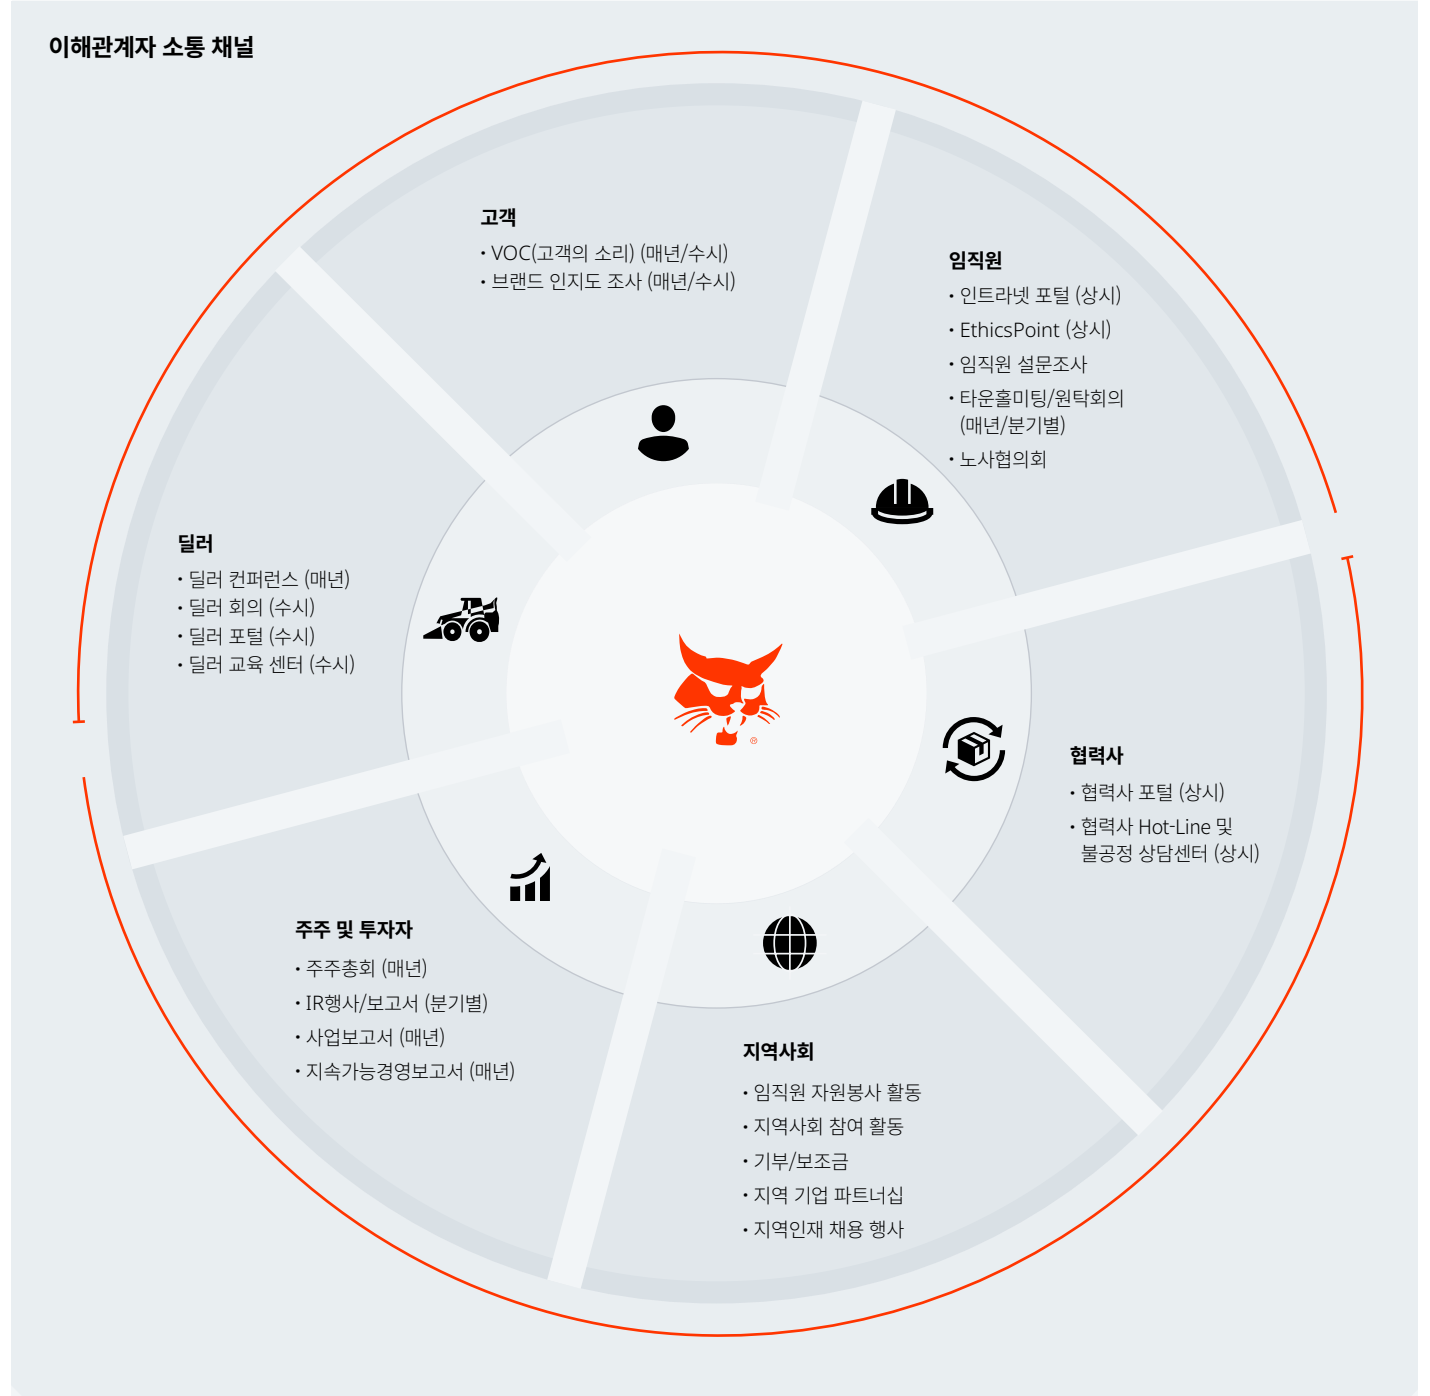 이해관계자 소통 채널
고객
• VOC(고객의 소리) (매년/수시)
• 브랜드 인지도 조사 (매년/수시)
임직원
• 인트라넷 포털 (상시)
• EthicsPoint (상시)
• 임직원 설문조사
• 타운홀미팅/원탁회의
(매년/분기별)
• 노사협의회
협력사
• 협력사 포털 (상시)
• 협력사 Hot-Line 및
불공정 상담센터 (상시)
지역사회
• 임직원 자원봉사 활동
• 지역사회 참여 활동
• 기부/보조금
• 지역 기업 파트너십
• 지역인재 채용 행사
주주 및 투자자
• 주주총회 (매년)
• IR행사/보고서 (분기별)
• 사업보고서 (매년)
• 지속가능경영보고서 (매년)
딜러
• 딜러 컨퍼런스 (매년)
• 딜러 회의 (수시)
• 딜러 포털 (수시)
• 딜러 교육 센터 (수시)
®